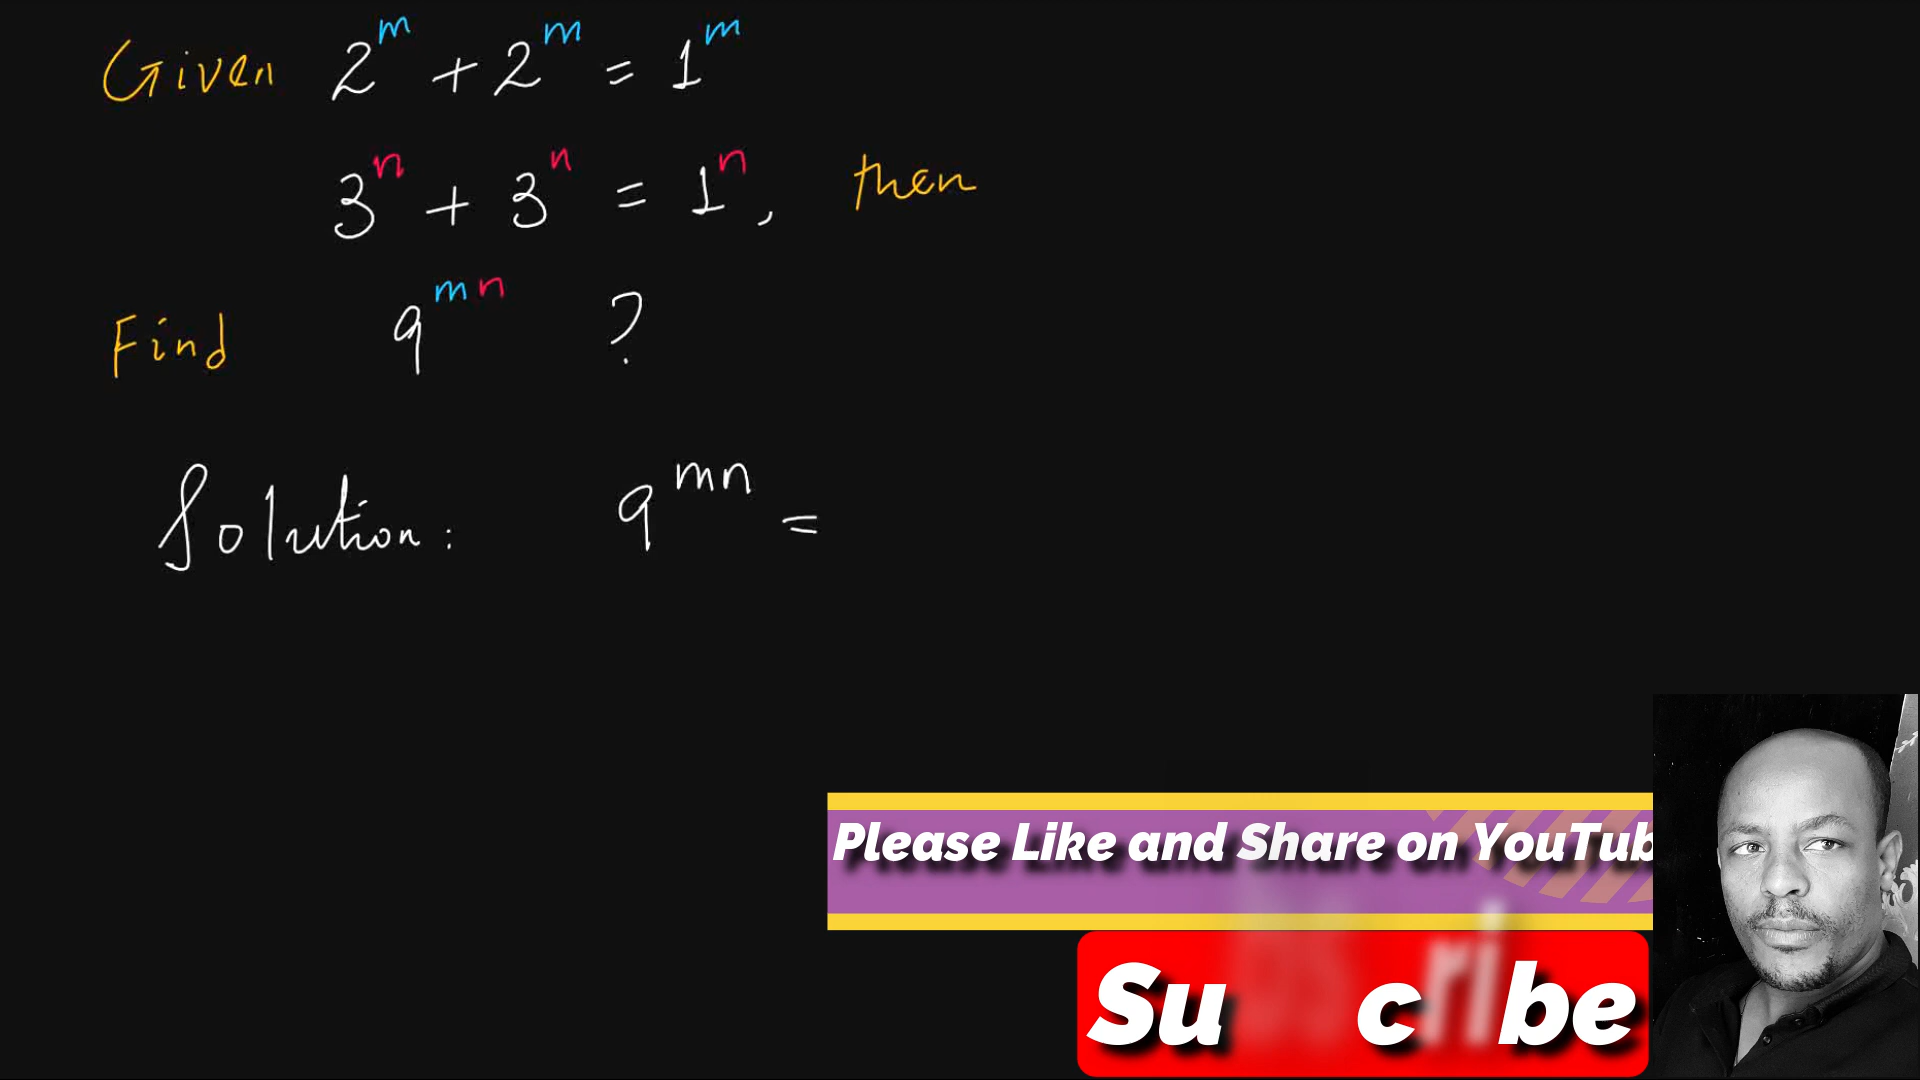 Given 2^m + 2^m = 1^m
3^n + 3^n = 1^n, then
Find 9^mn ?
Solution: 9^mn =
Please Like and Share on YouTub
Su c ri be